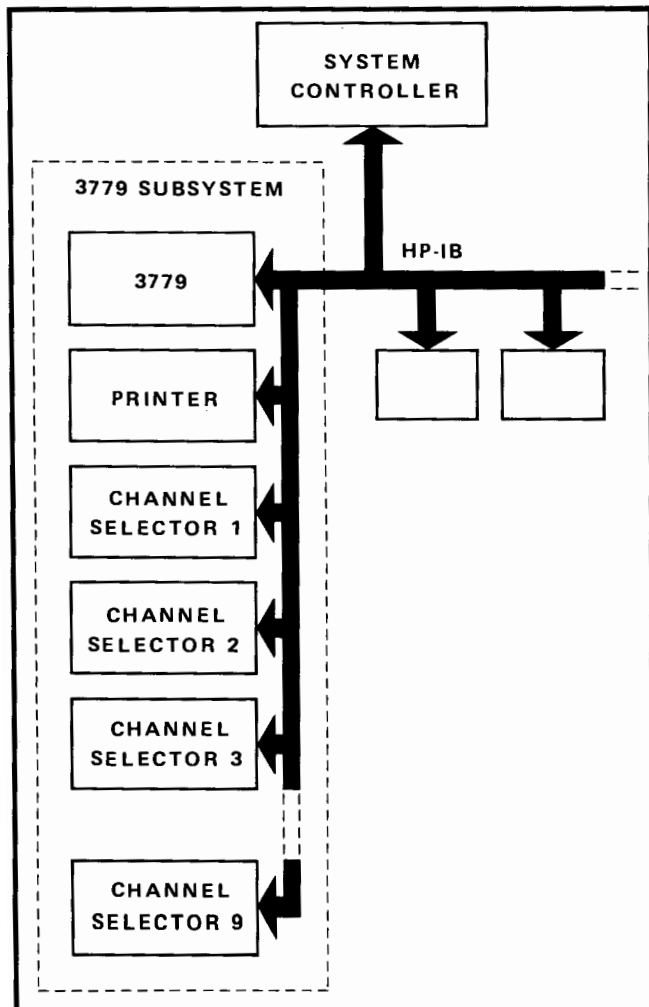 SYSTEM
CONTROLLER
3779 SUBSYSTEM
HP-IB
3779
PRINTER
CHANNEL
SELECTOR 1
CHANNEL
SELECTOR 2
CHANNEL
SELECTOR 3
CHANNEL
SELECTOR 9